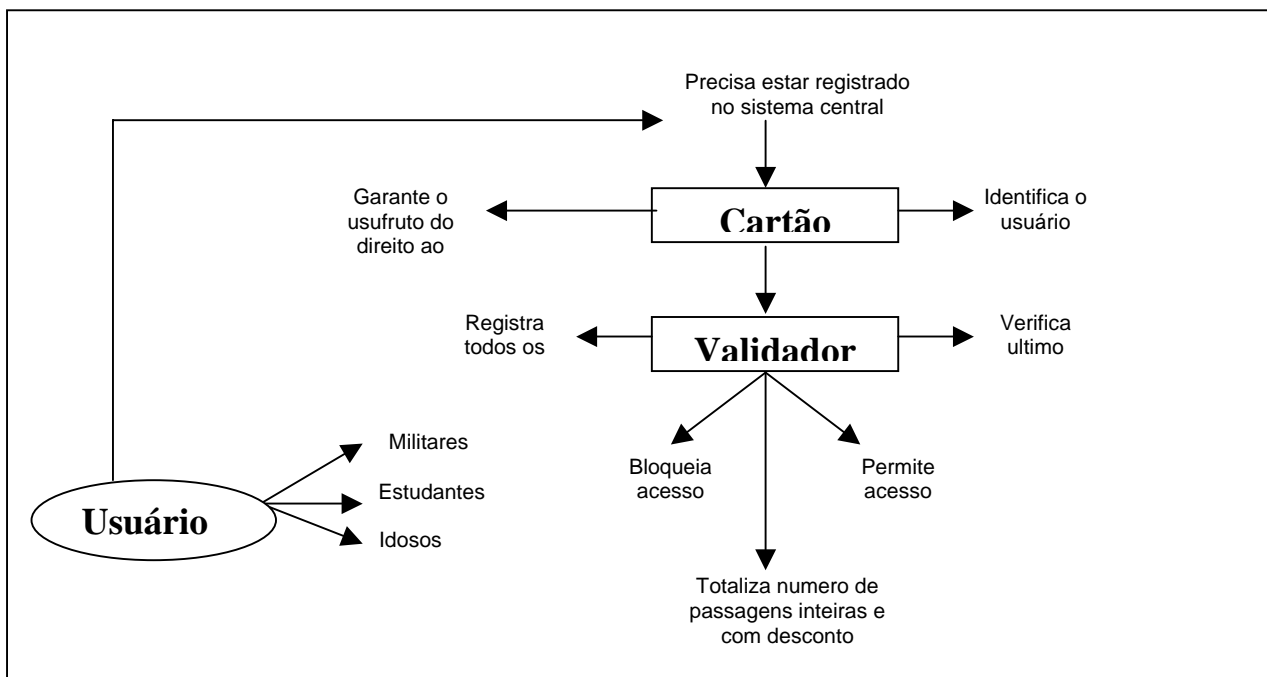 Precisa estar registrado
no sistema central
Garante o
usufruto do
direito ao
Cartão
Identifica o
usuário
Registra
todos os
Validador
Verifica
ultimo
Militares
Estudantes
Idosos
Usuário
Bloqueia
acesso
Permite
acesso
Totaliza numero de
passagens inteiras e
com desconto